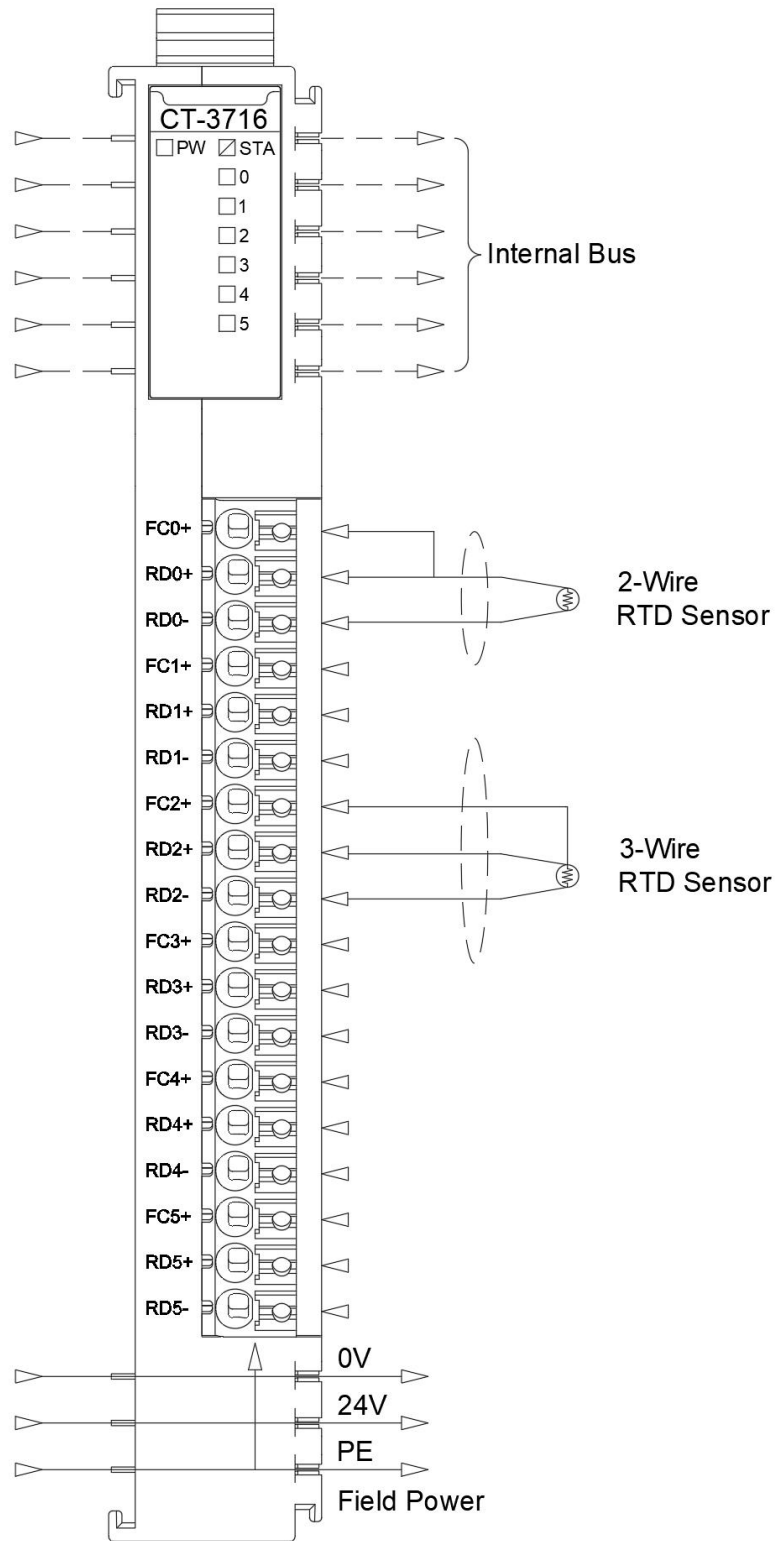 CT-3716
PW STA
0
1
2
3
4
5
Internal Bus
FC0+
RD0+
RD0-
FC1+
RD1+
RD1-
FC2+
RD2+
RD2-
FC3+
RD3+
RD3-
FC4+
RD4+
RD4-
FC5+
RD5+
RD5-
2-Wire
RTD Sensor
3-Wire
RTD Sensor
0V
24V
PE
Field Power